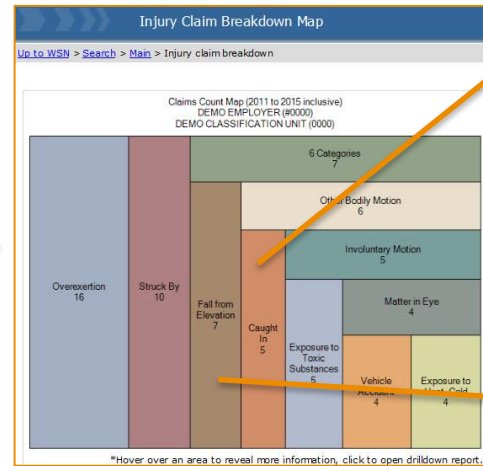 Injury Claim Breakdown Map
Up to WSN > Search > Main > Injury claim breakdown
Claims Count Map (2011 to 2015 inclusive)
DEMO EMPLOYER (#0000)
DEMO CLASSIFICATION UNIT (0000)
6 Categories
7
Other Bodily Motion
6
Involuntary Motion
5
Overexertion
16
Struck By
10
Fall from
Elevation
7
Caught
In
5
Matter in Eye
4
Exposure to
Toxic
Substances
5
Vehicle
Accident
4
Exposure to
Heat, Cold
4
*Hover over an area to reveal more information, click to open drilldown report.